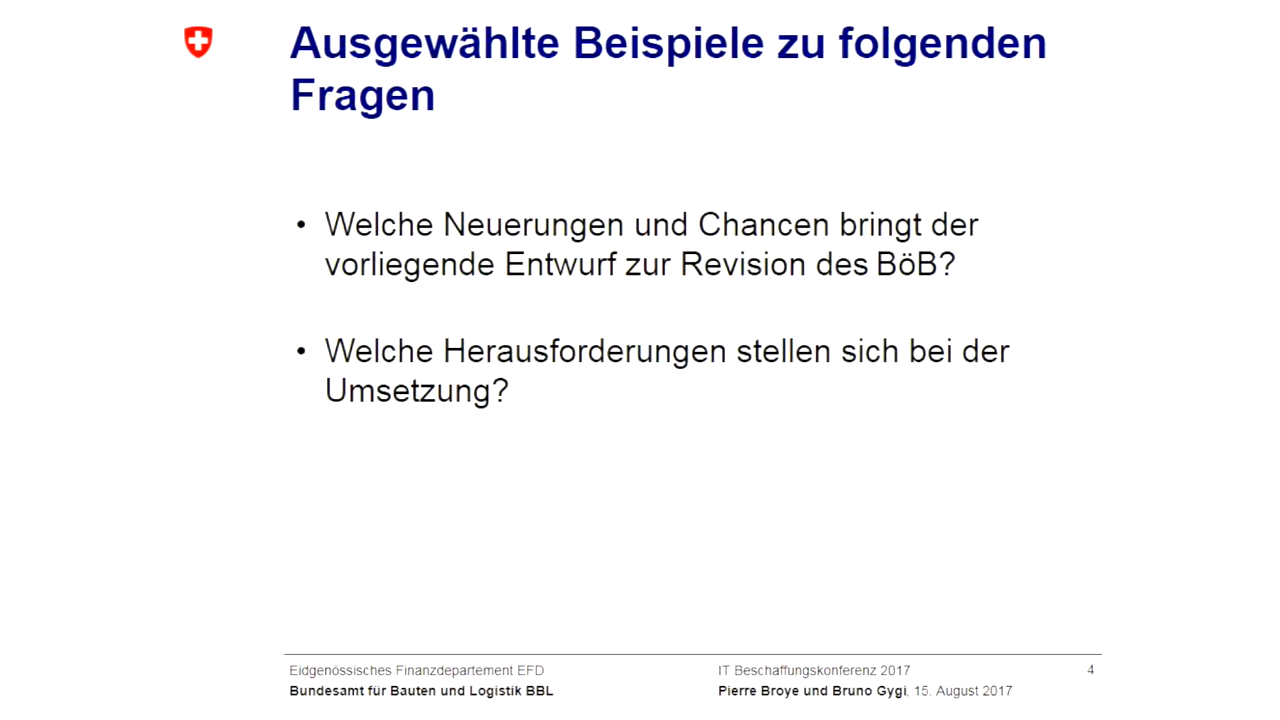 Ausgewählte Beispiele zu folgenden
Fragen
• Welche Neuerungen und Chancen bringt der
vorliegende Entwurf zur Revision des BöB?
• Welche Herausforderungen stellen sich bei der
Umsetzung?
Eidgenössisches Finanzdepartement EFD
Bundesamt für Bauten und Logistik BBL
IT Beschaffungskonferenz 2017
Pierre Broye und Bruno Gygi, 15. August 2017
4